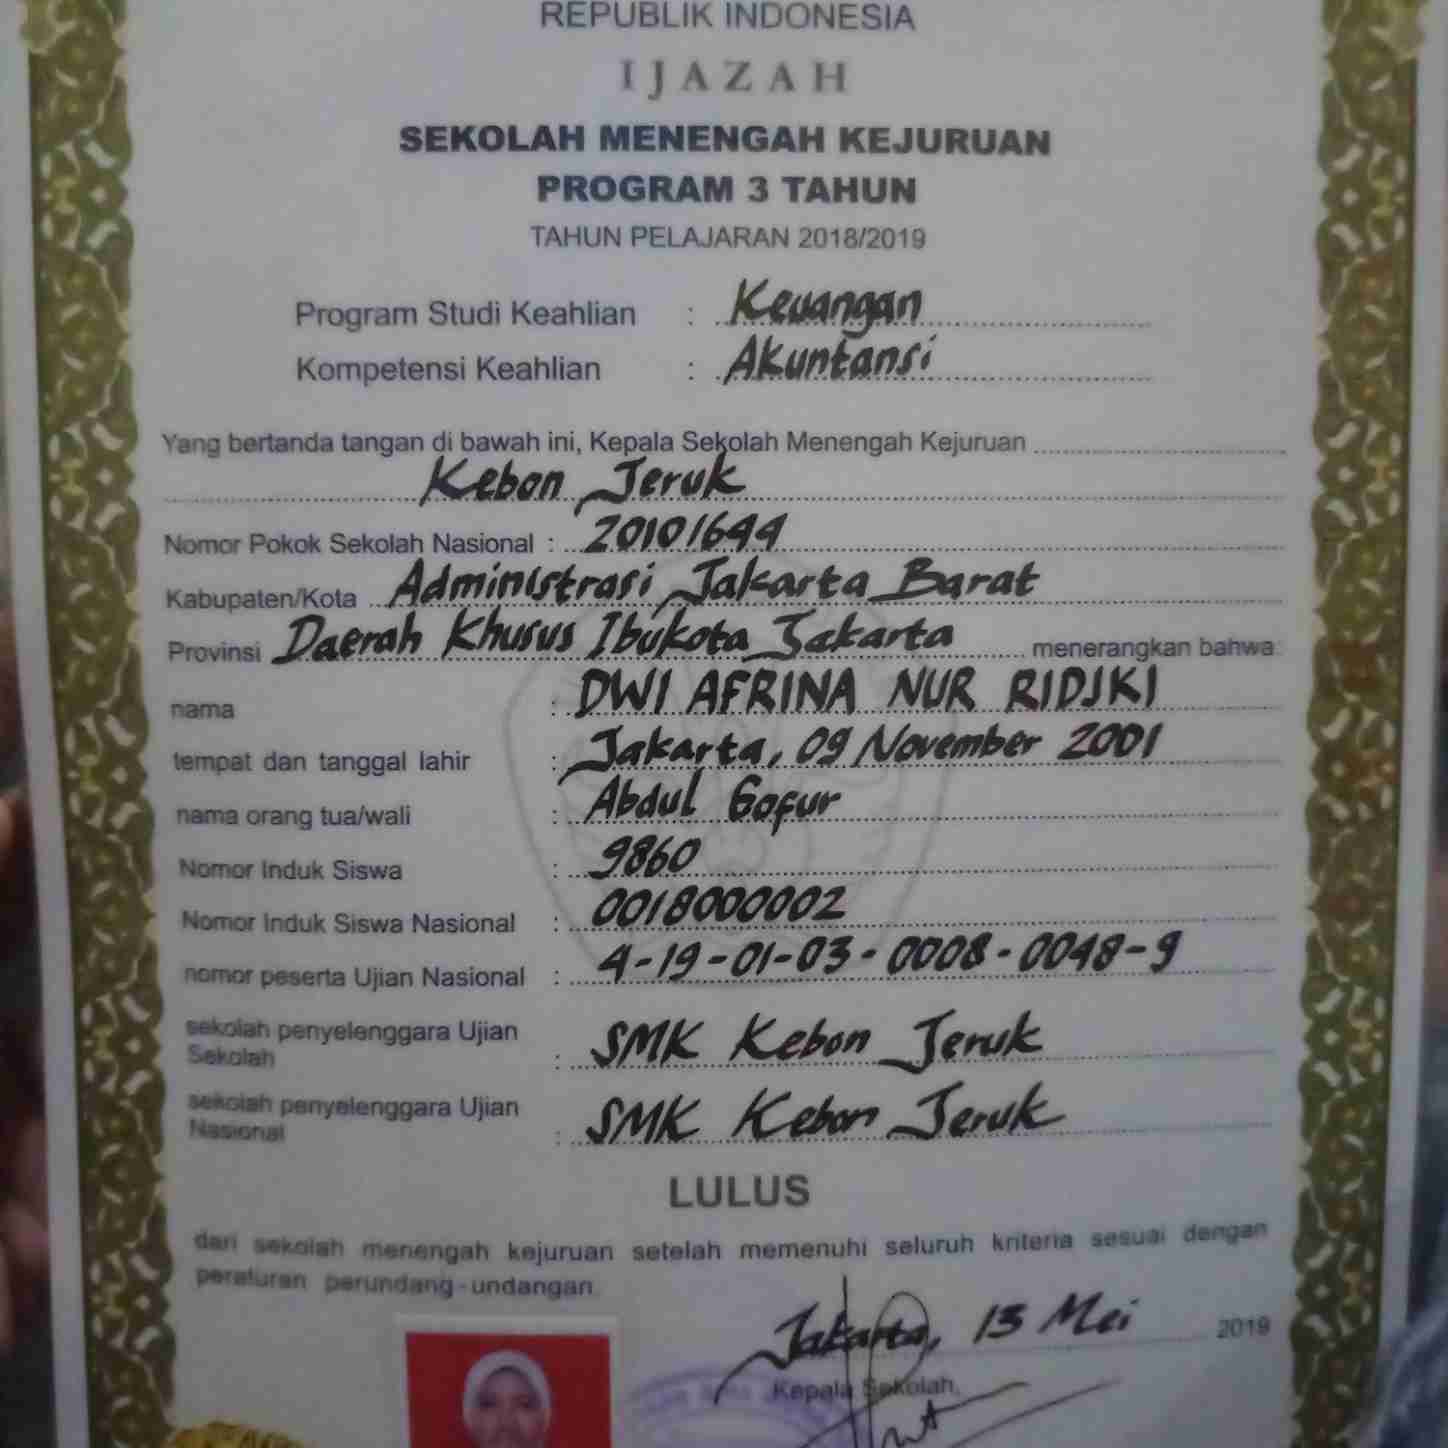 REPUBLIK INDONESIA
IJAZAH
SEKOLAH MENENGAH KEJURUAN
PROGRAM 3 TAHUN
TAHUN PELAJARAN 2018/2019
Program Studi Keahlian : Keuangan
Kompetensi Keahlian : Akuntansi
Yang bertanda tangan di bawah ini, Kepala Sekolah Menengah Kejuruan
Kebon Jeruk
Nomor Pokok Sekolah Nasional : 20101644
Kabupaten/Kota Administrasi Jakarta Barat
Provinsi Daerah Khusus Ibukota Jakarta menerangkan bahwa:
nama : DWI AFRINA NUR RIDJKI
tempat dan tanggal lahir : Jakarta, 09 November 2001
nama orang tua/wali : Abdul Gofur
Nomor Induk Siswa : 9860
Nomor Induk Siswa Nasional : 0018000002
nomor peserta Ujian Nasional : 4-19-01-03-0008-0048-9
sekolah penyelenggara Ujian
Sekolah : SMK Kebon Jeruk
sekolah penyelenggara Ujian
Nasional : SMK Kebon Jeruk
LULUS
dari sekolah menengah kejuruan setelah memenuhi seluruh kriteria sesuai dengan
peraturan perundang-undangan.
Jakarta, 13 Mei 2019
Kepala Sekolah,